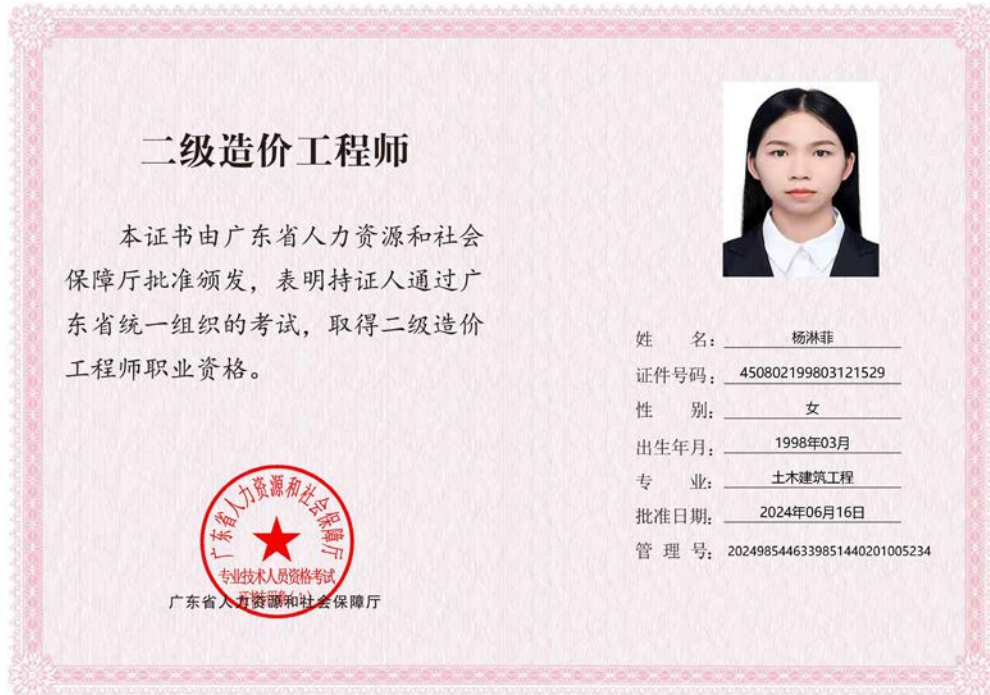 二级造价工程师
本证书由广东省人力资源和社会
保障厅批准颁发，表明持证人通过广
东省统一组织的考试，取得二级造价
工程师职业资格。
广东省人力资源和社会保障厅
专业技术人员资格考试
广东省人力资源和社会保障厅
姓 名：杨淋菲
证件号码：450802199803121529
性 别：女
出生年月：1998年03月
专 业：土木建筑工程
批准日期：2024年06月16日
管 理 号：2024985446339851440201005234